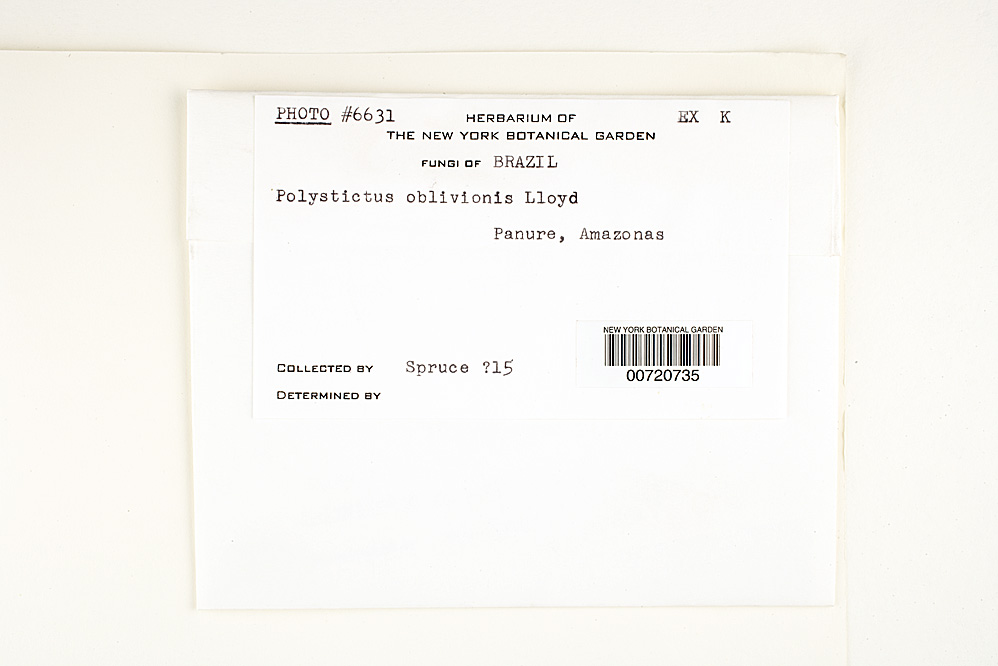 PHOTO #6631 HERBARIUM OF EX K
THE NEW YORK BOTANICAL GARDEN
FUNGI OF BRAZIL
Polystictus oblivionis Lloyd
Panure, Amazonas
NEW YORK BOTANICAL GARDEN
00720735
COLLECTED BY Spruce ?15
DETERMINED BY